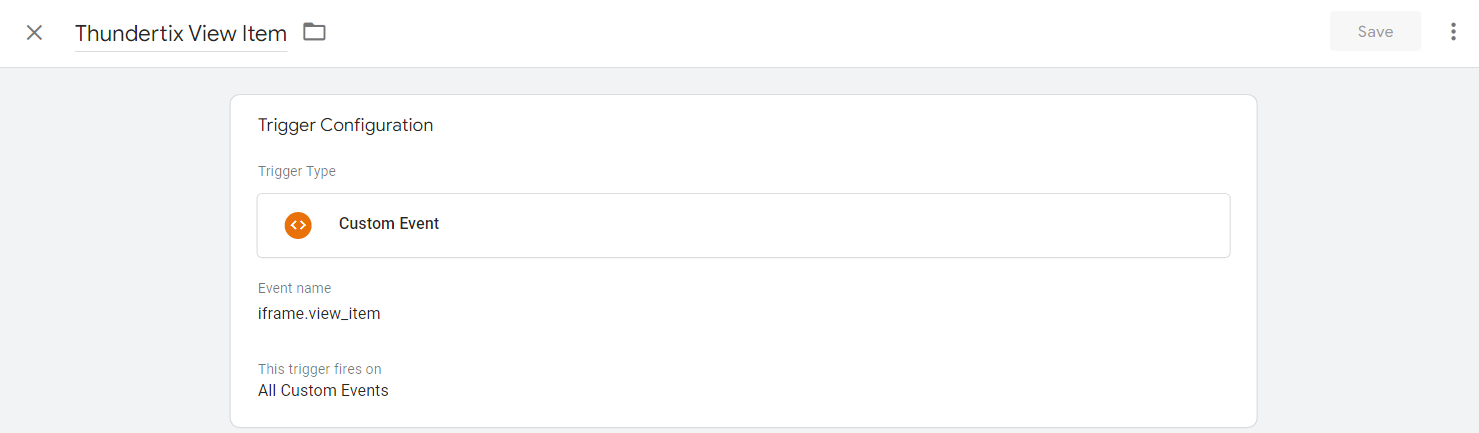 Thundertix View Item
Save
Trigger Configuration
Trigger Type
Custom Event
Event name
iframe.view_item
This trigger fires on
All Custom Events